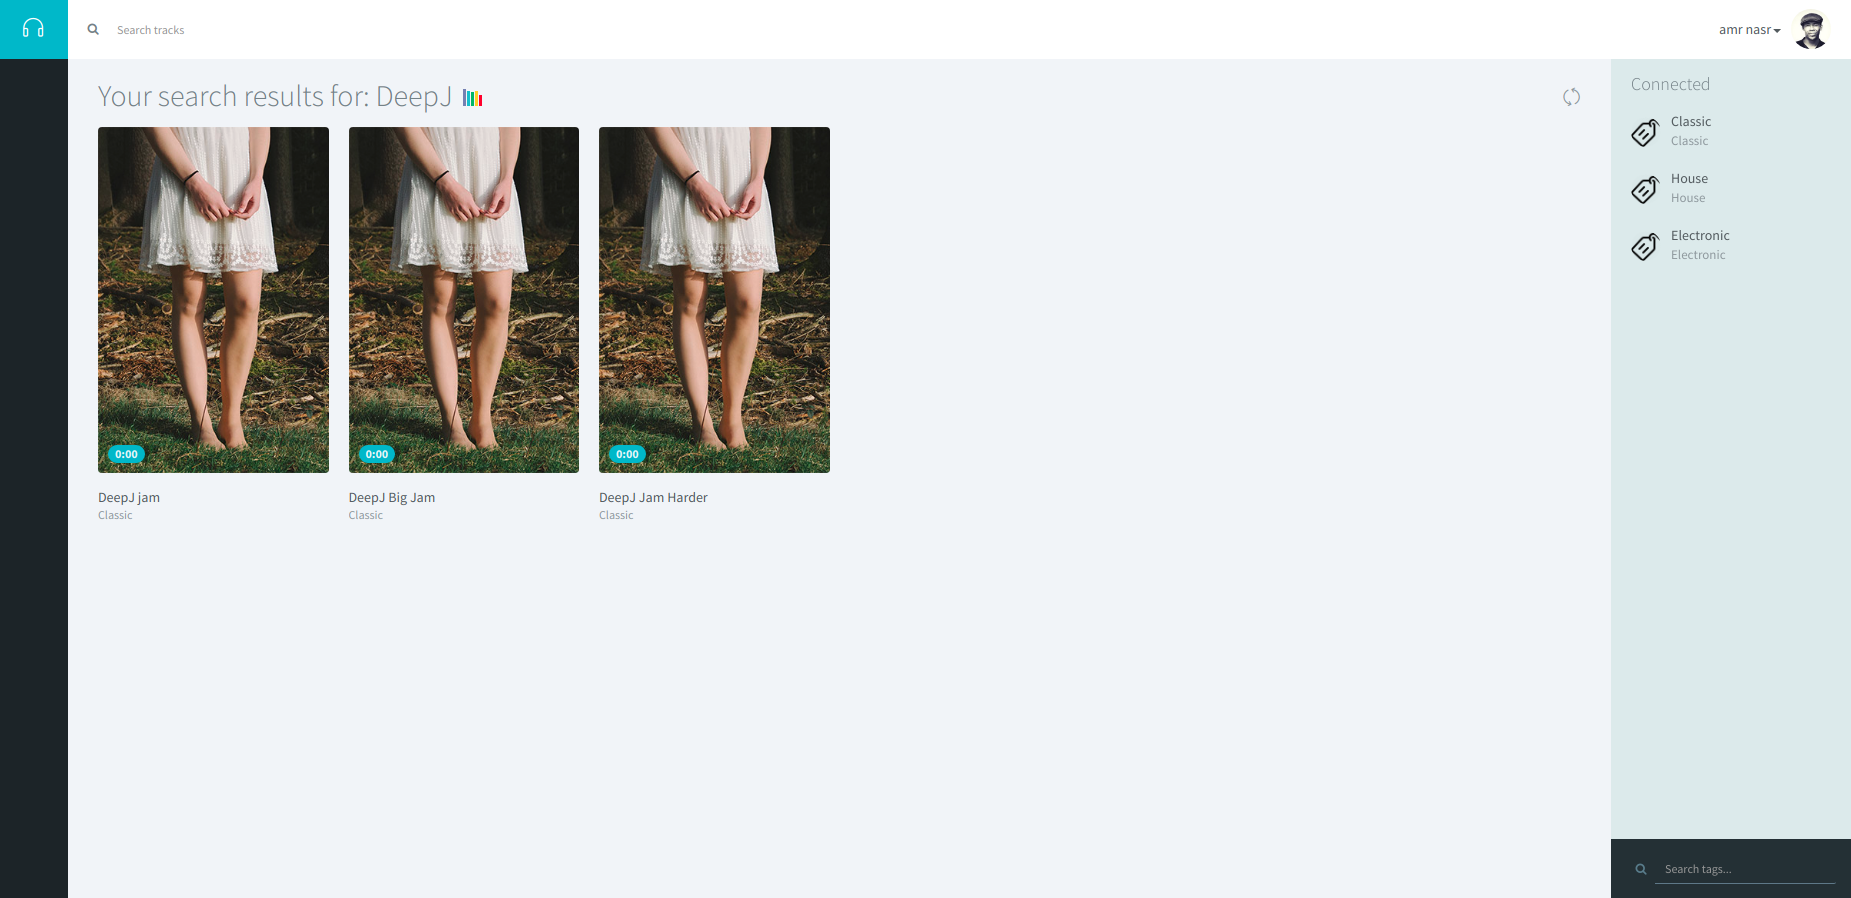 Search tracks
amr nasr
Your search results for: DeepJ
0:00
0:00
0:00
DeepJ jam
Classic
DeepJ Big Jam
Classic
DeepJ Jam Harder
Classic
Connected
Classic
Classic
House
House
Electronic
Electronic
Search tags...